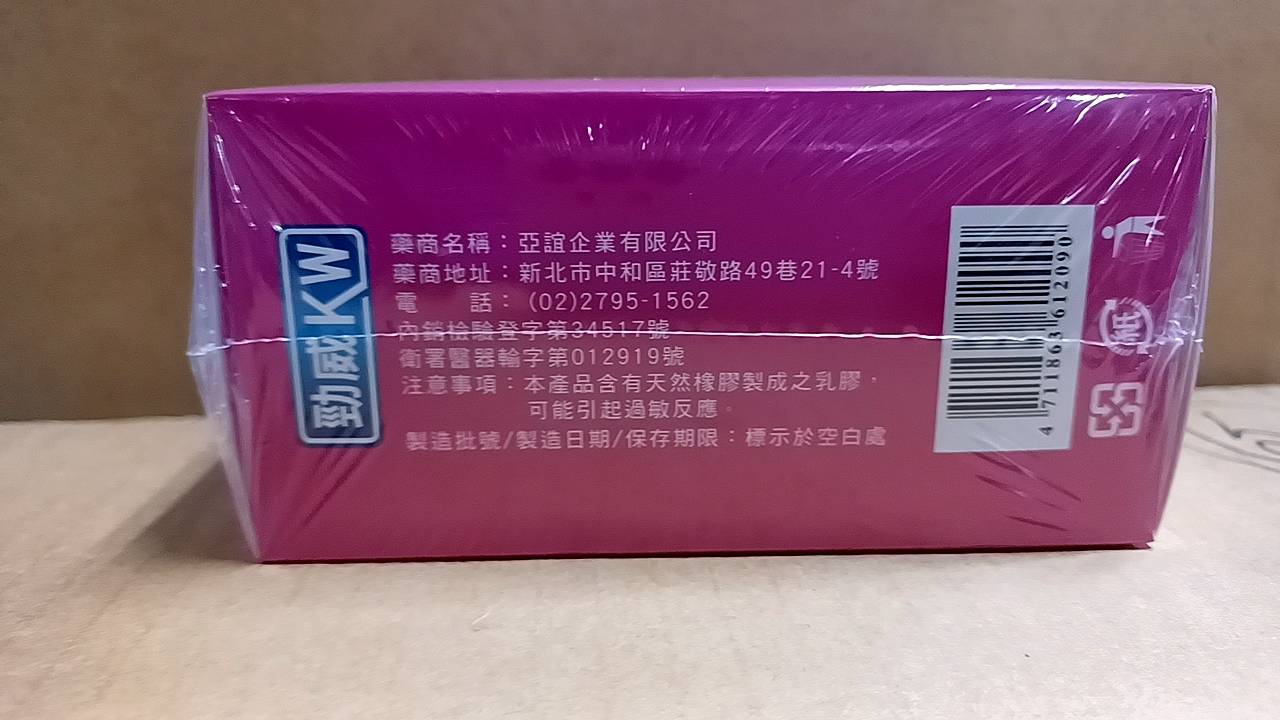 勁威KW
藥商名稱：亞誼企業有限公司
藥商地址：新北市中和區莊敬路49巷21-4號
電　　話：(02)2795-1562
內銷檢驗登字第34517號
衛署醫器輸字第012919號
注意事項：本產品含有天然橡膠製成之乳膠，
可能引起過敏反應。
製造批號/製造日期/保存期限：標示於空白處
4 711863 612090